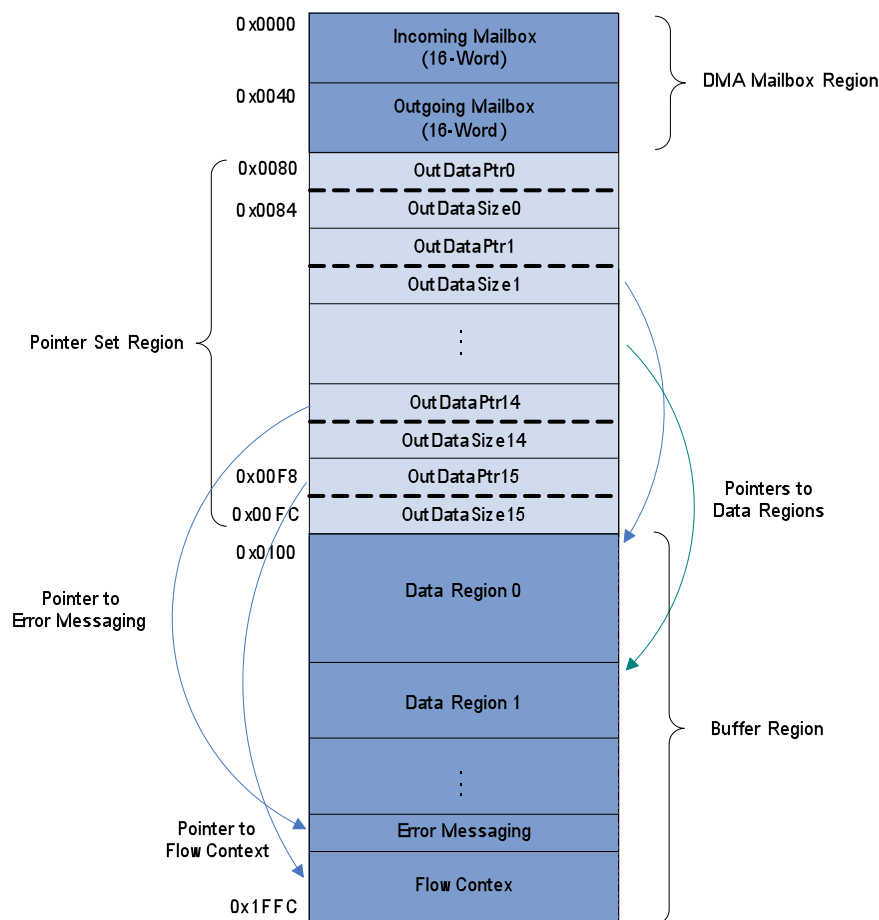 0x0000
Incoming Mailbox
(16-Word)
DMA Mailbox Region
0x0040
Outgoing Mailbox
(16-Word)
0x0080
OutDataPtr0
0x0084
OutDataSize0
OutDataPtr1
OutDataSize1
Pointer Set Region
OutDataPtr14
OutDataSize14
0x00F8
OutDataPtr15
0x00FC
OutDataSize15
Pointers to
Data Regions
0x0100
Data Region 0
Pointer to
Error Messaging
Data Region 1
Buffer Region
Error Messaging
Pointer to
Flow Context
Flow Contex
0x1FFC